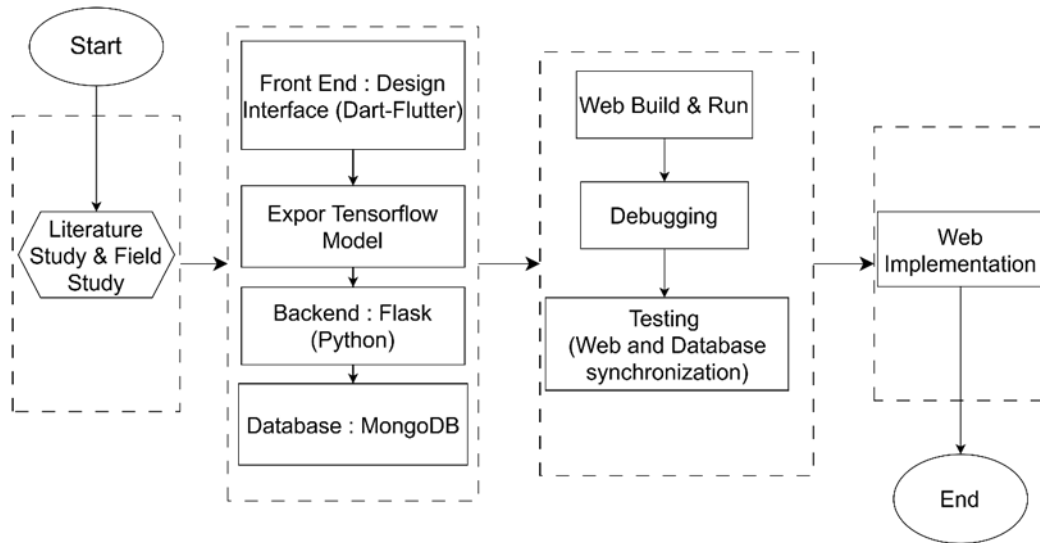 Start
Literature
Study & Field
Study
Front End : Design
Interface (Dart-Flutter)
Expor Tensorflow
Model
Backend : Flask
(Python)
Database : MongoDB
Web Build & Run
Debugging
Testing
(Web and Database
synchronization)
Web
Implementation
End